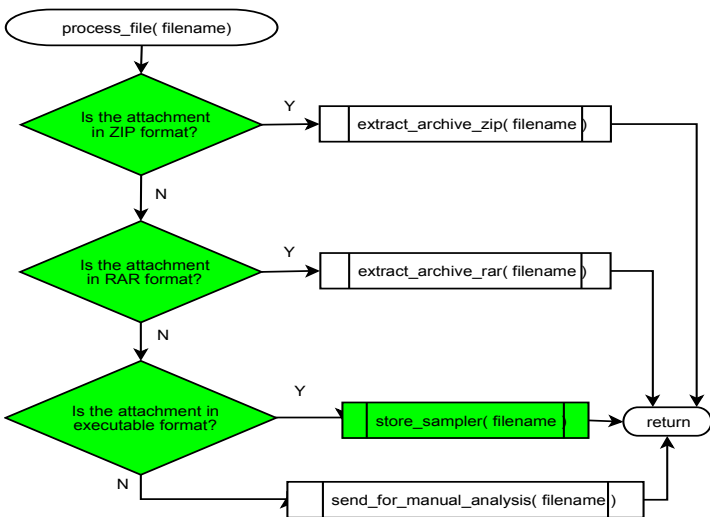 process_file( filename)
Is the attachment
in ZIP format?
Y
extract_archive_zip( filename )
N
Is the attachment
in RAR format?
Y
extract_archive_rar( filename )
N
Is the attachment in
executable format?
Y
store_sampler( filename )
return
N
send_for_manual_analysis( filename )